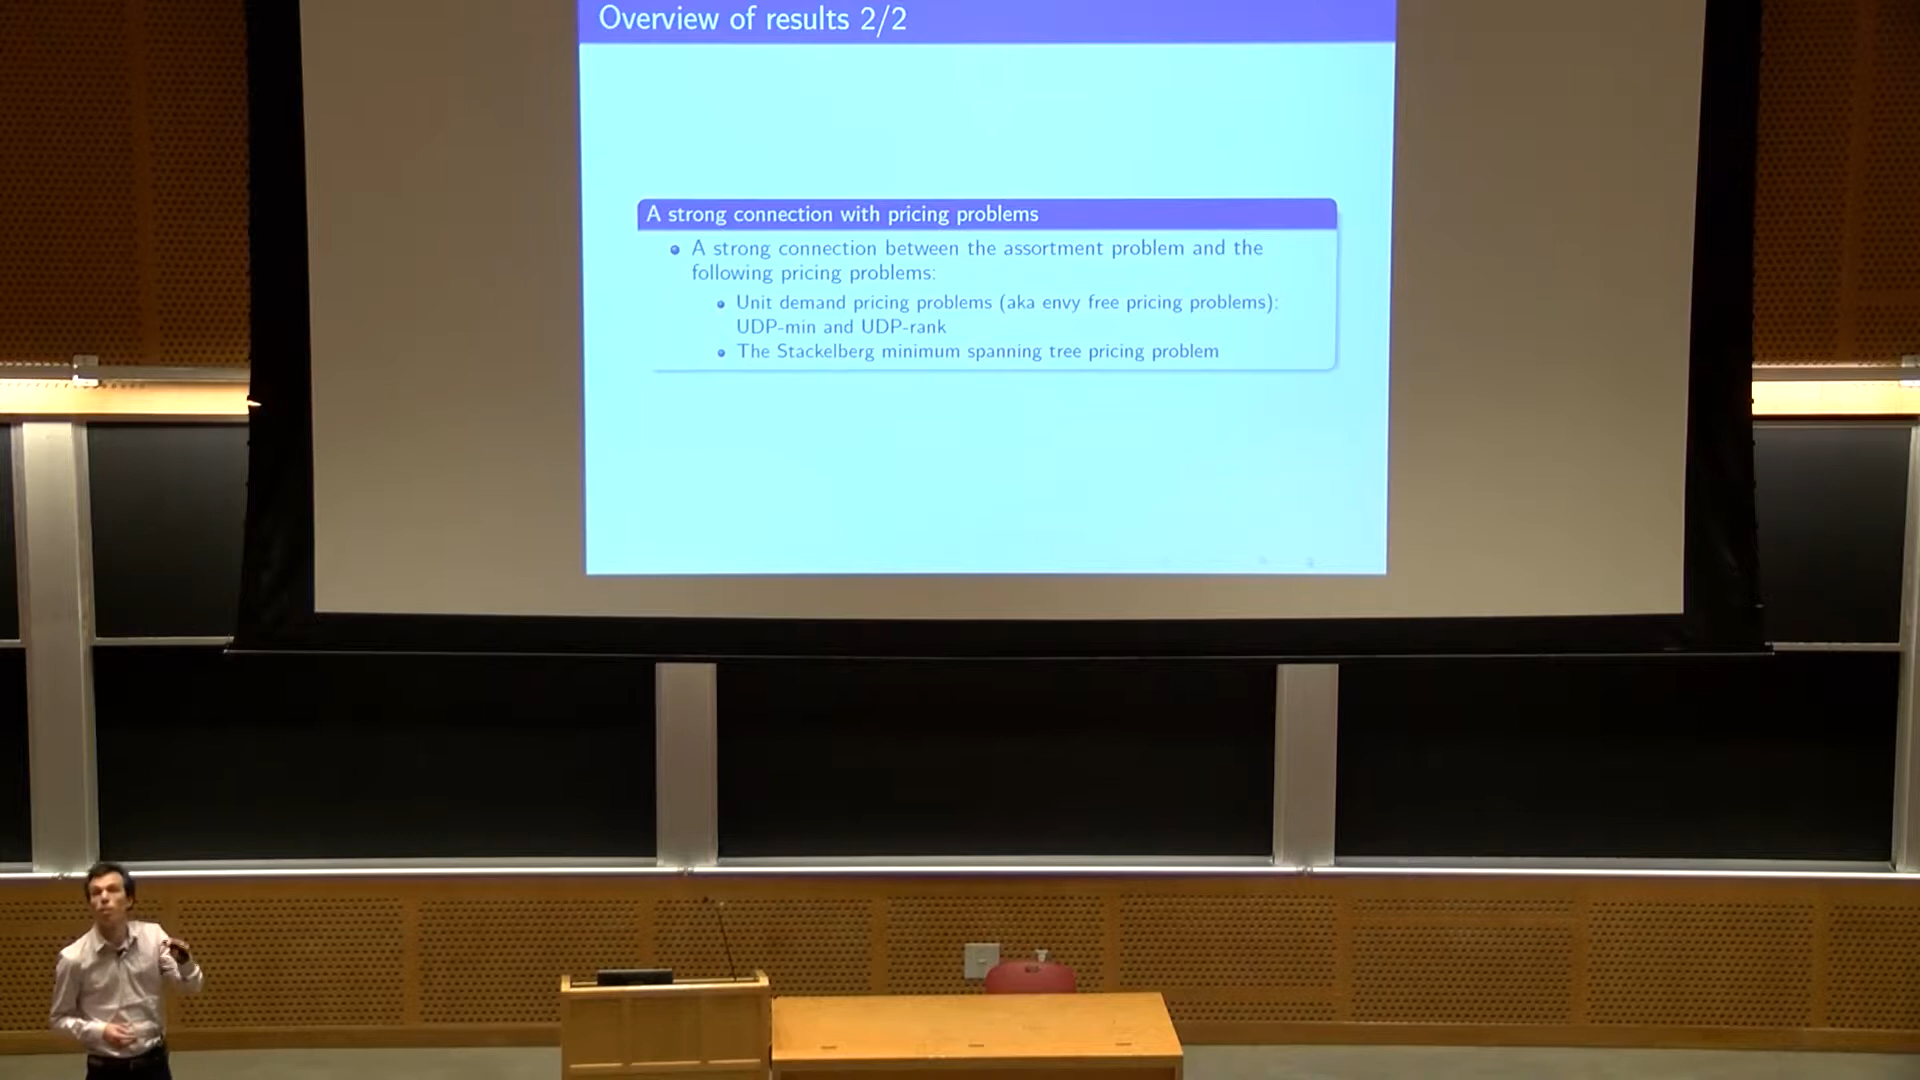 Overview of results 2/2
A strong connection with pricing problems
A strong connection between the assortment problem and the
following pricing problems:
Unit demand pricing problems (aka envy free pricing problems):
UDP-min and UDP-rank
The Stackelberg minimum spanning tree pricing problem